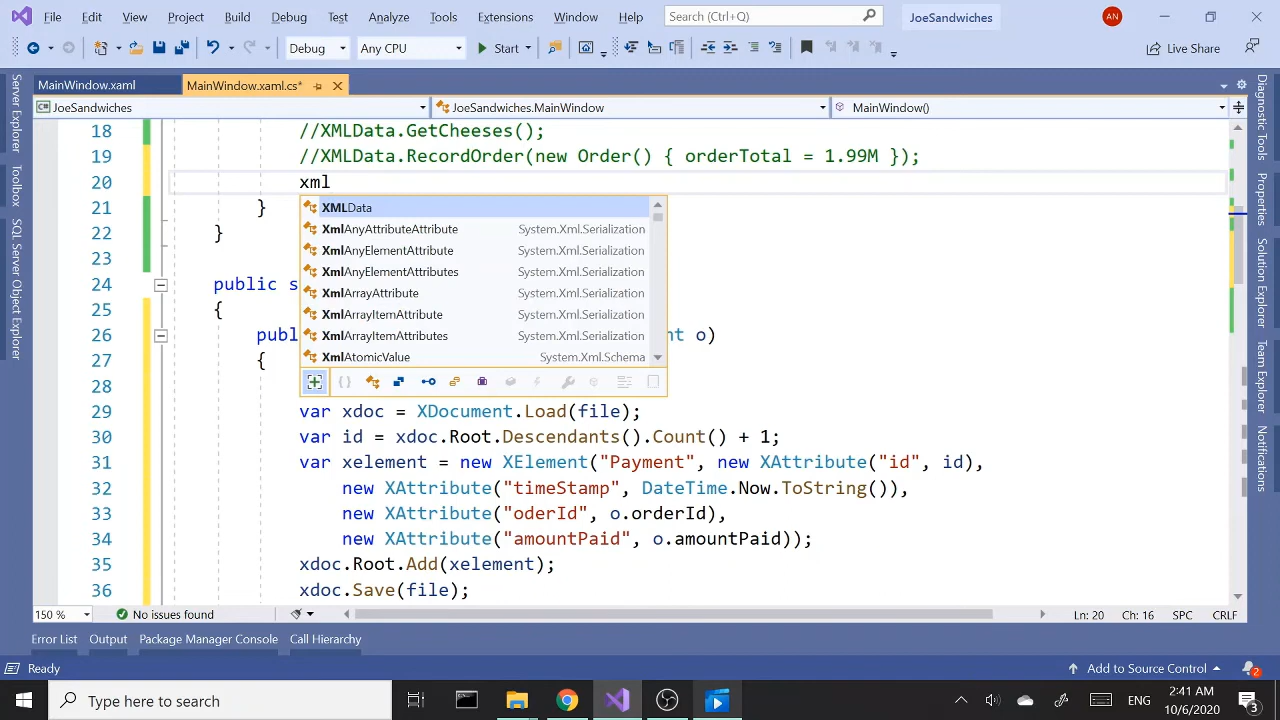 File Edit View Project Build Debug Test Analyze Tools Extensions Window Help Search (Ctrl+Q) JoeSandwiches AN
Debug Any CPU Start Live Share
MainWindow.xaml MainWindow.xaml.cs*
JoeSandwiches JoeSandwiches.MainWindow MainWindow()
Server Explorer
Toolbox
SQL Server Object Explorer
18 //XMLData.GetCheeses();
19 //XMLData.RecordOrder(new Order() { orderTotal = 1.99M });
20 xml
21 }
22 }
23
24 public s
25 {
26 publ nt o)
27 {
28
29 var xdoc = XDocument.Load(file);
30 var id = xdoc.Root.Descendants().Count() + 1;
31 var xelement = new XElement("Payment", new XAttribute("id", id),
32 new XAttribute("timeStamp", DateTime.Now.ToString()),
33 new XAttribute("oderId", o.orderId),
34 new XAttribute("amountPaid", o.amountPaid));
35 xdoc.Root.Add(xelement);
36 xdoc.Save(file);
XMLData
XmlAnyAttributeAttribute System.Xml.Serialization
XmlAnyElementAttribute System.Xml.Serialization
XmlAnyElementAttributes System.Xml.Serialization
XmlArrayAttribute System.Xml.Serialization
XmlArrayItemAttribute System.Xml.Serialization
XmlArrayItemAttributes System.Xml.Serialization
XmlAtomicValue System.Xml.Schema
Diagnostic Tools
Properties
Solution Explorer
Team Explorer
Notifications
150 % No issues found Ln: 20 Ch: 16 SPC CRLF
Error List Output Package Manager Console Call Hierarchy
Ready Add to Source Control 2
Type here to search ENG 7:41 AM
10/6/2020 3